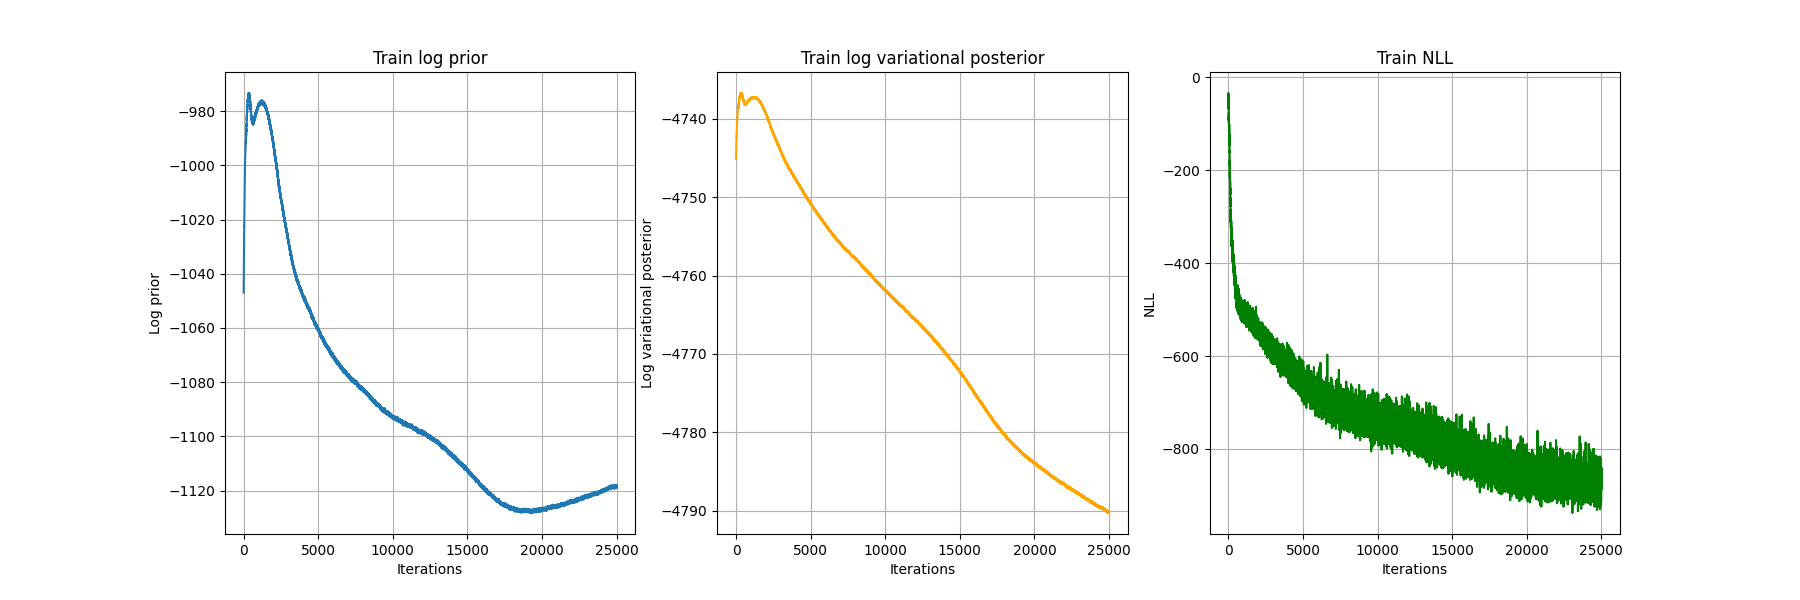 Train log prior
−980
−1000
−1020
−1040
−1060
−1080
−1100
−1120
Log prior
0 5000 10000 15000 20000 25000
Iterations
Train log variational posterior
−4740
−4750
−4760
−4770
−4780
−4790
Log variational posterior
0 5000 10000 15000 20000 25000
Iterations
Train NLL
0
−200
−400
−600
−800
NLL
0 5000 10000 15000 20000 25000
Iterations